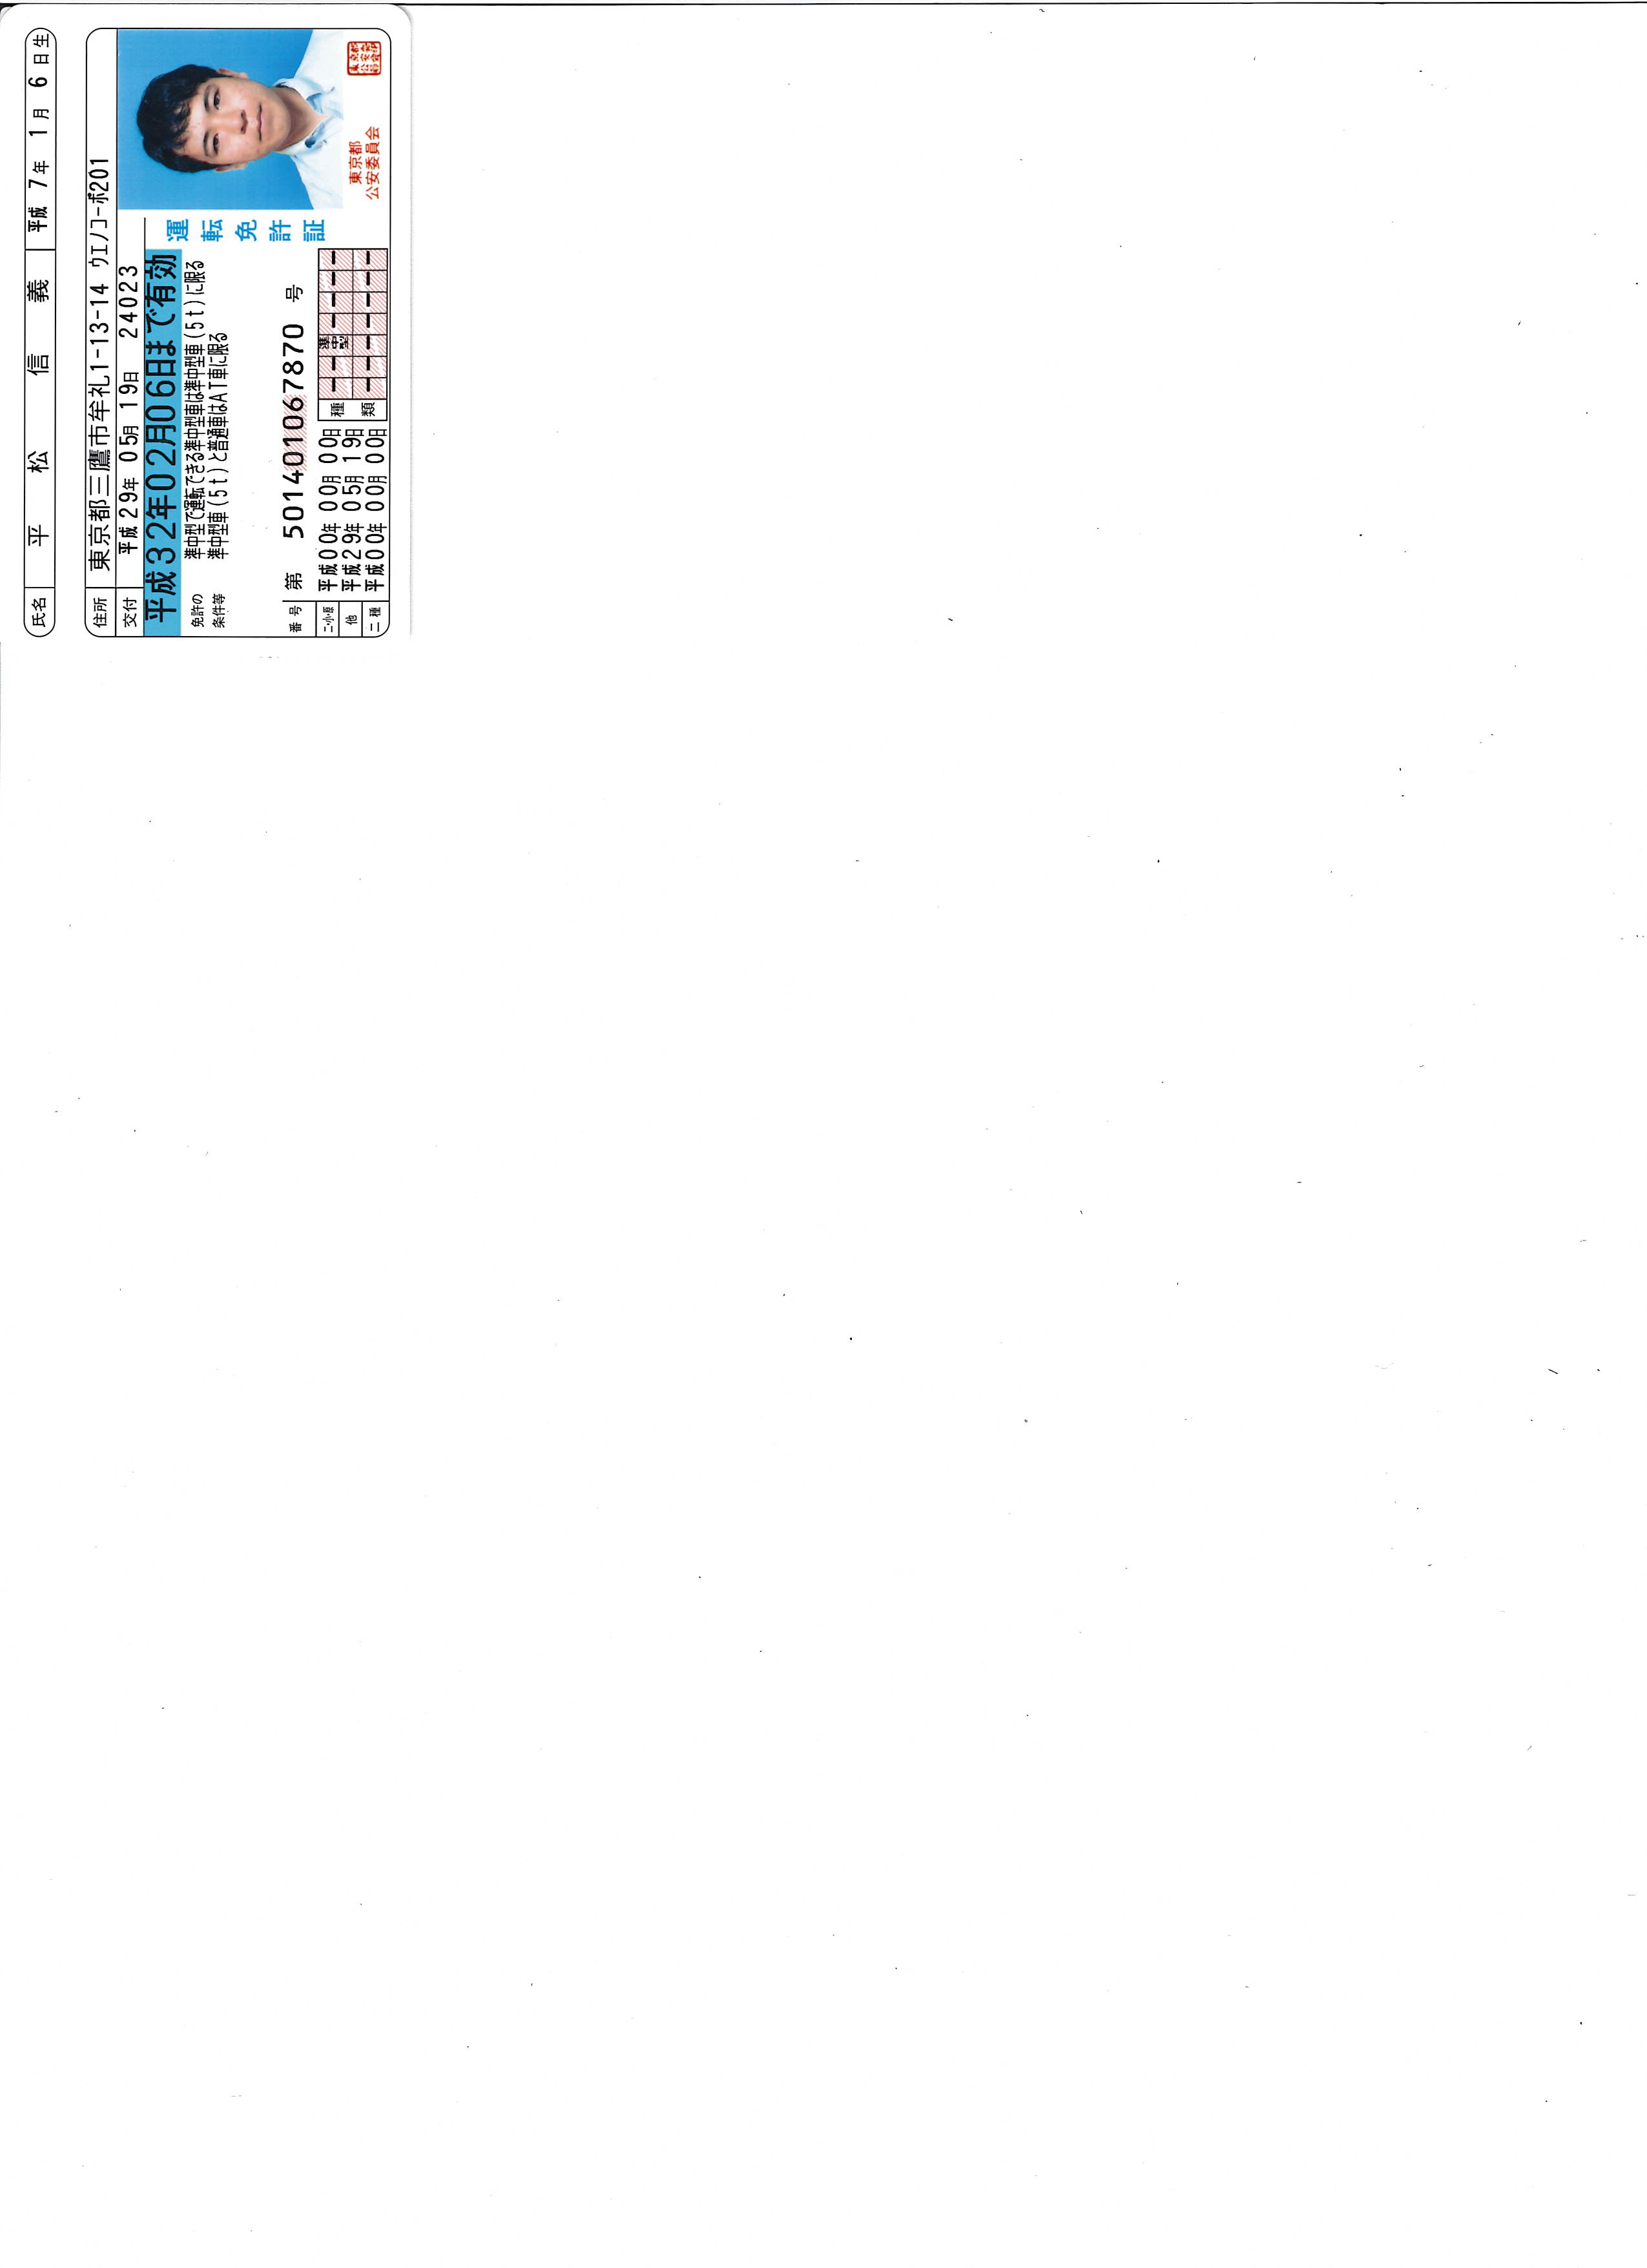 氏名 平松信義 平成 7年 1月 6日生
住所 東京都三鷹市牟礼1-13-14 ウエノコーポ201
交付 平成29年05月19日 24023
平成32年02月06日まで有効
免許の条件等
準中型で運転できる準中型車は準中型車(5t)に限る
準中型車(5t)と普通車はAT車に限る
運転免許証
番号 第 501401067870 号
二・小・原 平成00年00月00日
他 平成29年05月19日
二種 平成00年00月00日
種類 準中型
東京都
公安委員会